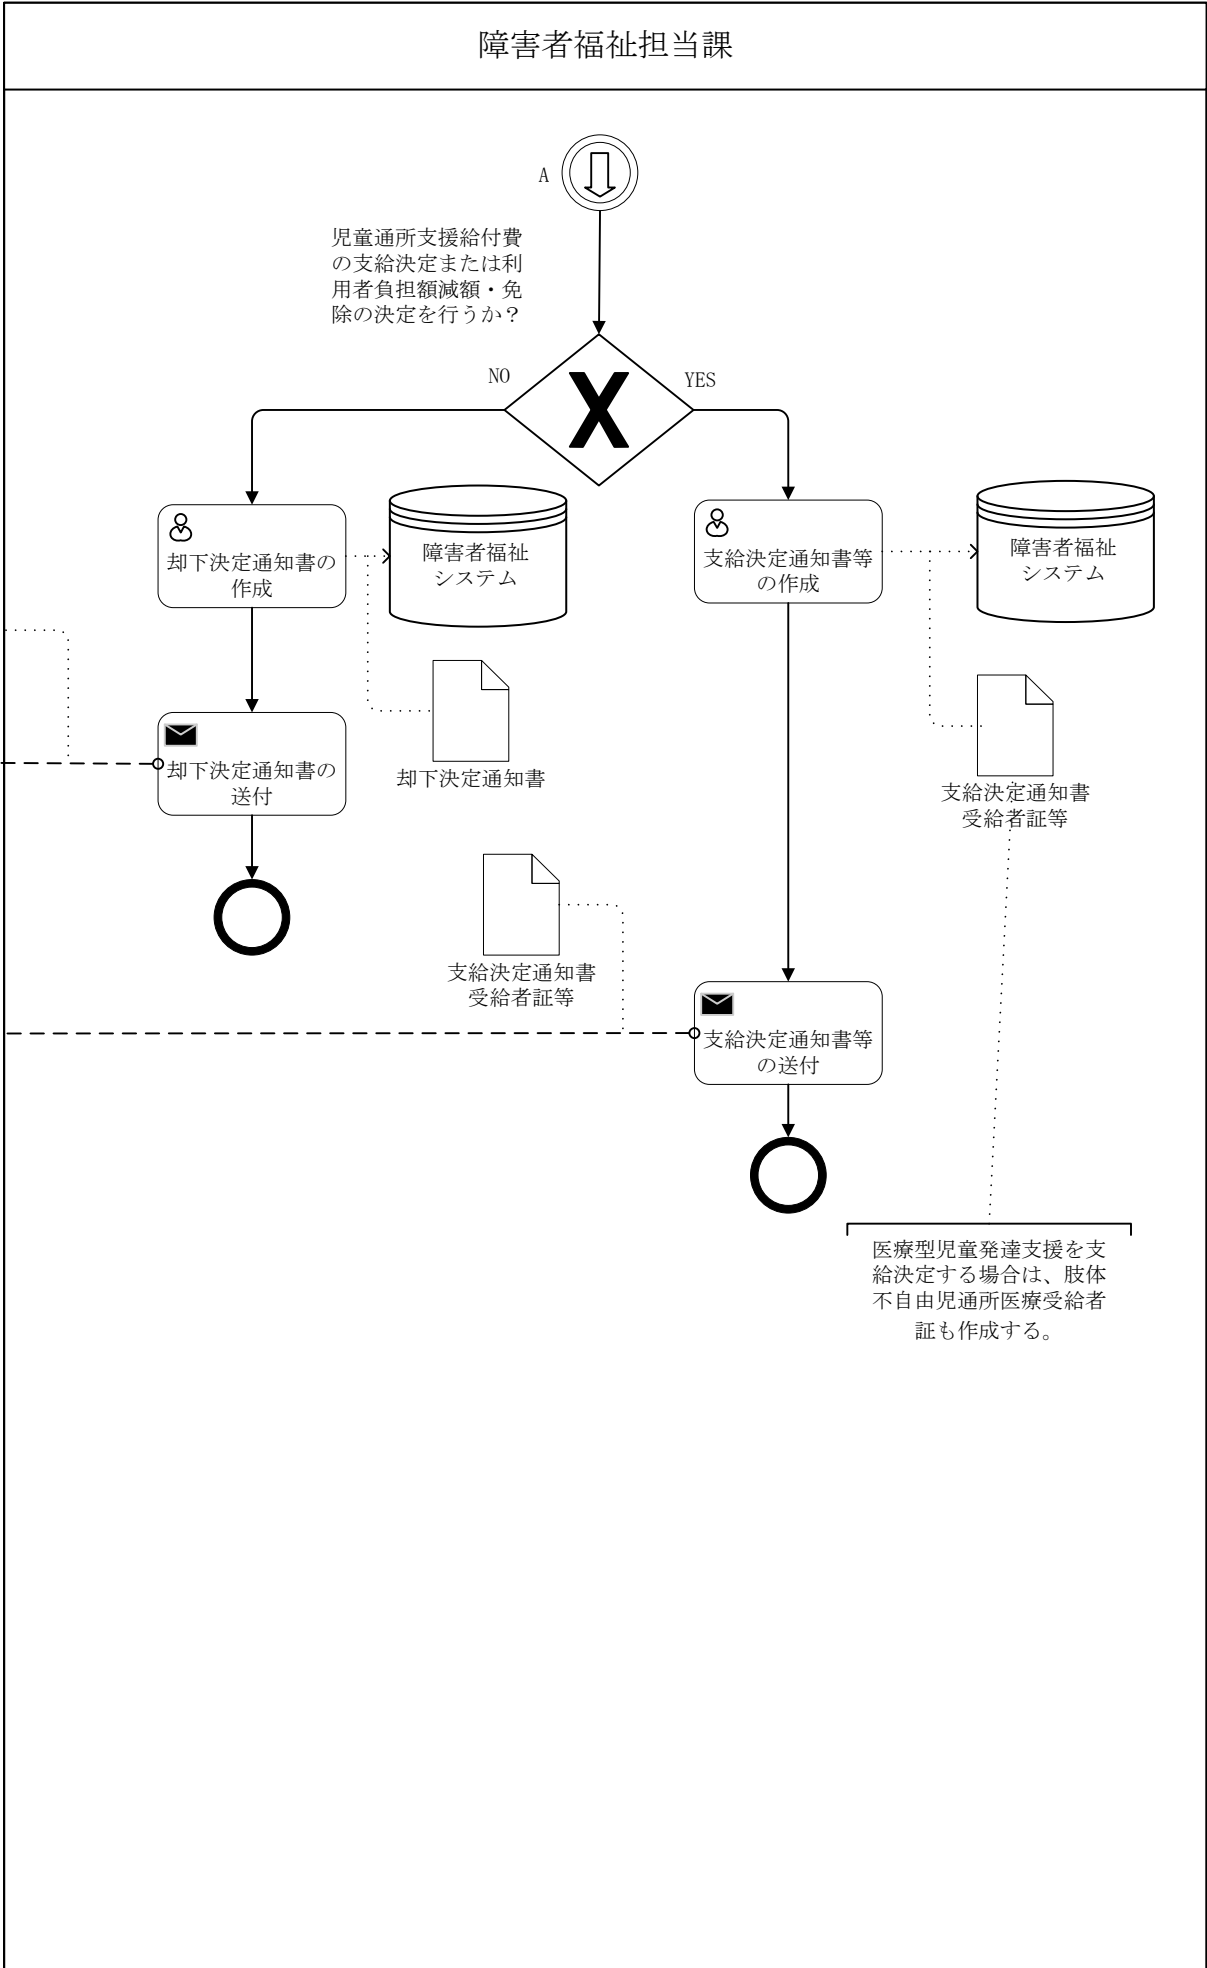 障害者福祉担当課
A
児童通所支援給付費
の支給決定または利
用者負担額減額・免
除の決定を行うか？
NO
YES
却下決定通知書の
作成
障害者福祉
システム
支給決定通知書等
の作成
障害者福祉
システム
却下決定通知書の
送付
却下決定通知書
支給決定通知書
受給者証等
支給決定通知書
受給者証等
支給決定通知書等
の送付
医療型児童発達支援を支
給決定する場合は、肢体
不自由児通所医療受給者
証も作成する。